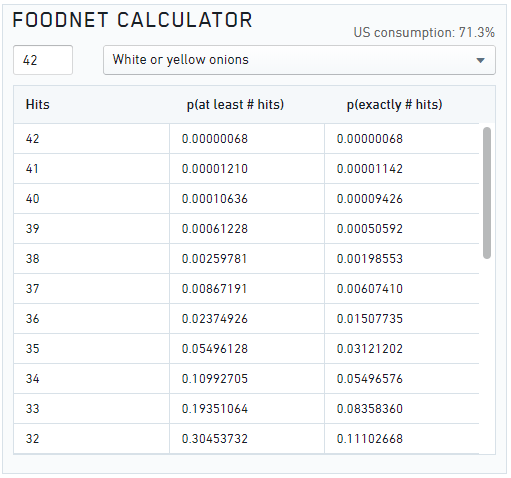 FOODNET CALCULATOR
US consumption: 71.3%
42 White or yellow onions
Hits p(at least # hits) p(exactly # hits)
42 0.00000068 0.00000068
41 0.00001210 0.00001142
40 0.00010636 0.00009426
39 0.00061228 0.00050592
38 0.00259781 0.00198553
37 0.00867191 0.00607410
36 0.02374926 0.01507735
35 0.05496128 0.03121202
34 0.10992705 0.05496576
33 0.19351064 0.08358360
32 0.30453732 0.11102668